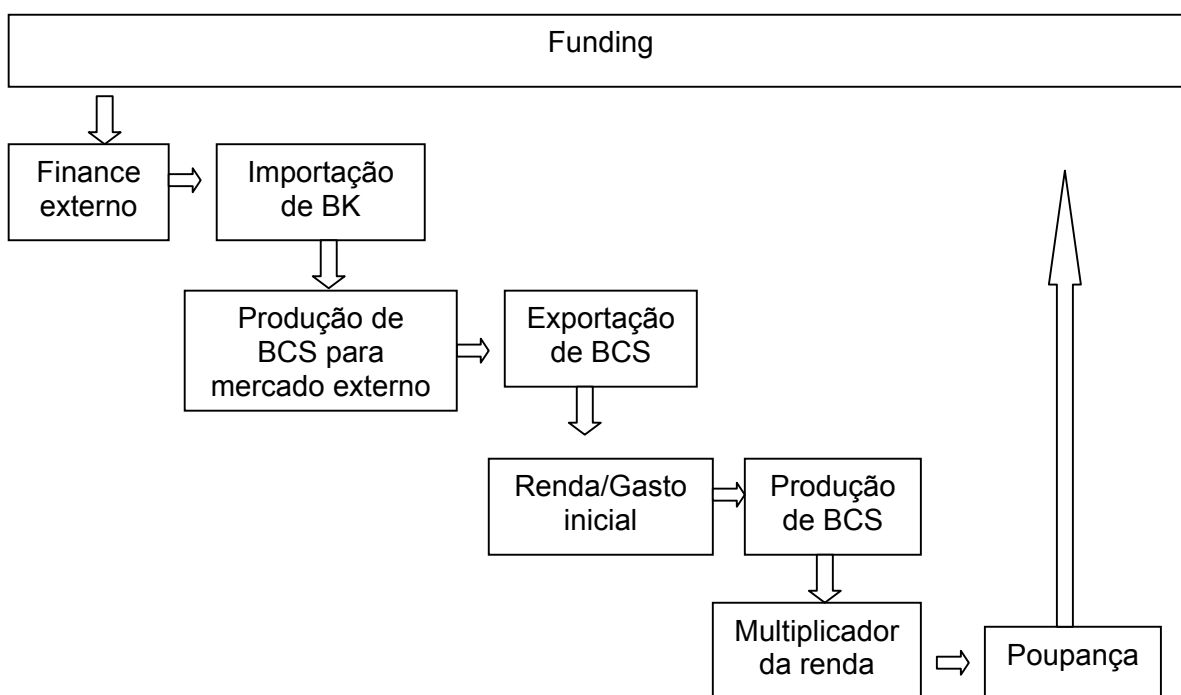 Funding
Finance
externo
Importação
de BK
Produção de
BCS para
mercado externo
Exportação
de BCS
Renda/Gasto
inicial
Produção
de BCS
Multiplicador
da renda
Poupança